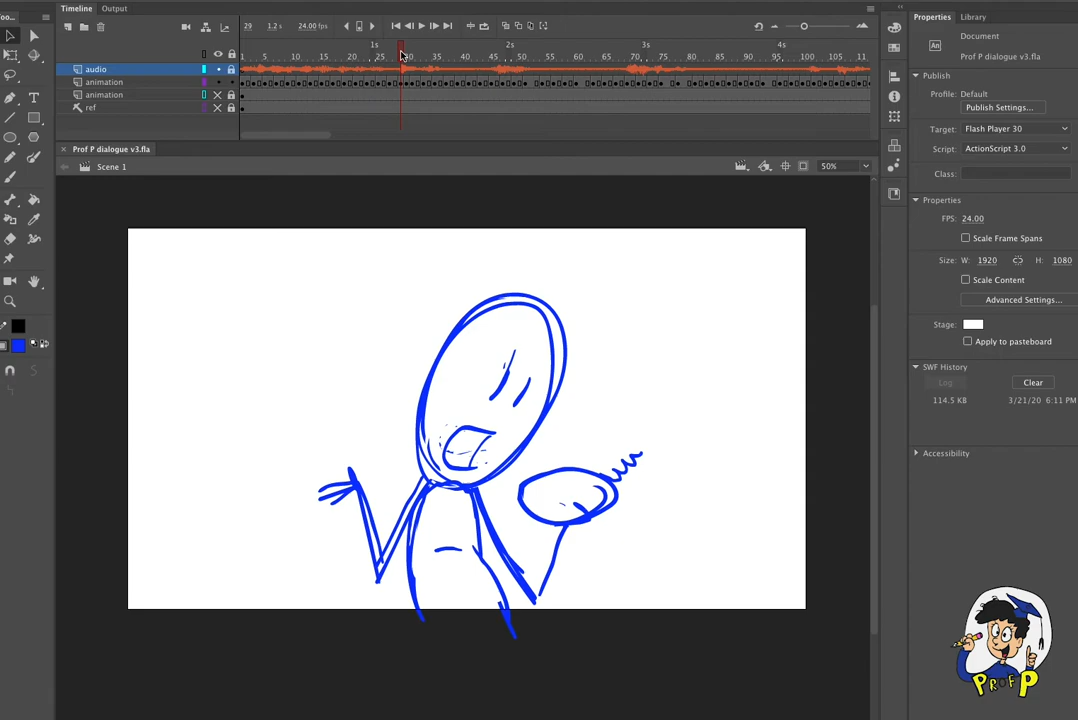 Too...
Timeline Output
Properties Library
29 1.2 s 24.00 fps
1s 2s 3s 4s
1 5 10 15 20 25 30 35 40 45 50 55 60 65 70 75 80 85 90 95 100 105 11
audio
animation
animation
ref
Prof P dialogue v3.fla
Scene 1
50%
An
Document
Prof P dialogue v3.fla
Publish
Profile: Default
Publish Settings...
Target: Flash Player 30
Script: ActionScript 3.0
Class:
Properties
FPS: 24.00
Scale Frame Spans
Size: W: 1920 H: 1080
Scale Content
Advanced Settings...
Stage:
Apply to pasteboard
SWF History
Log Clear
114.5 KB 3/21/20 6:11 PM
Accessibility
PROF P